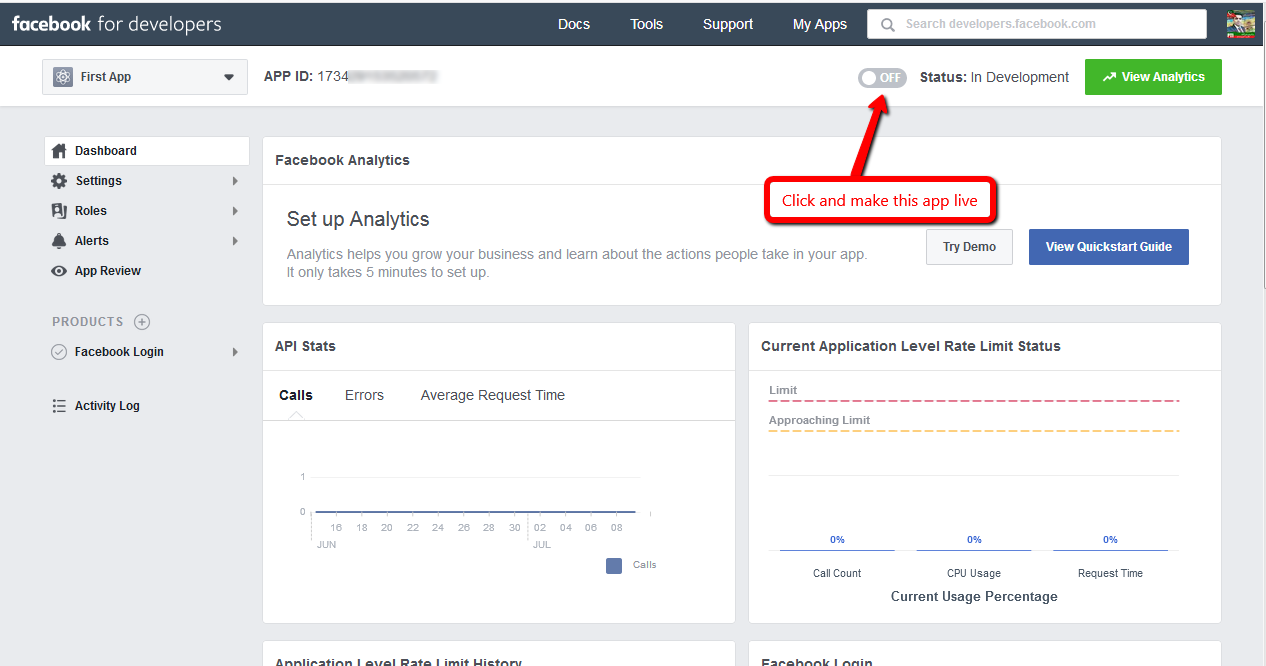 facebook for developers
Docs
Tools
Support
My Apps
Search developers.facebook.com
First App
APP ID: 1734
OFF
Status: In Development
View Analytics
Click and make this app live
Dashboard
Settings
Roles
Alerts
App Review
PRODUCTS
Facebook Login
Activity Log
Facebook Analytics
Set up Analytics
Analytics helps you grow your business and learn about the actions people take in your app.
It only takes 5 minutes to set up.
Try Demo
View Quickstart Guide
API Stats
Calls
Errors
Average Request Time
1
0
16 18 20 22 24 26 28 30 02 04 06 08
JUN
JUL
Calls
Current Application Level Rate Limit Status
Limit
Approaching Limit
0%
0%
0%
Call Count
CPU Usage
Request Time
Current Usage Percentage
Application Level Rate Limit History
Facebook Login